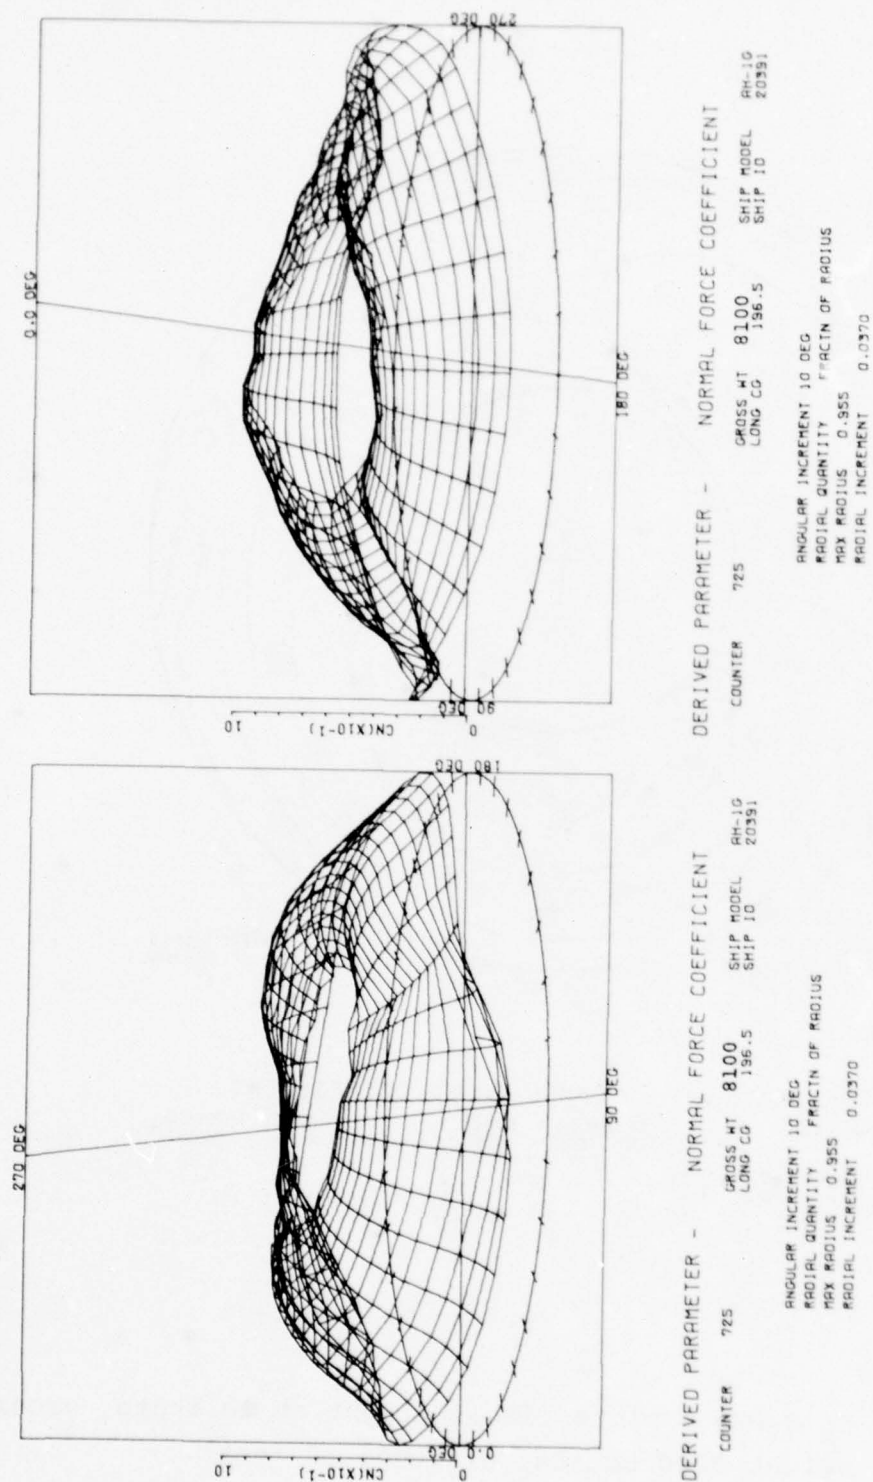 270 DEG
CN(X10-1)
10
0
0.0 DEG
180 DEG
90 DEG
DERIVED PARAMETER - NORMAL FORCE COEFFICIENT
COUNTER 725 GROSS WT 8100 SHIP MODEL AH-1G
LONG CG 196.5 SHIP ID 20391
ANGULAR INCREMENT 10 DEG
RADIAL QUANTITY FRACTN OF RADIUS
MAX RADIUS 0.955
RADIAL INCREMENT 0.0370
0.0 DEG
CN(X10-1)
10
0
90 DEG
270 DEG
180 DEG
DERIVED PARAMETER - NORMAL FORCE COEFFICIENT
COUNTER 725 GROSS WT 8100 SHIP MODEL AH-1G
LONG CG 196.5 SHIP ID 20391
ANGULAR INCREMENT 10 DEG
RADIAL QUANTITY FRACTN OF RADIUS
MAX RADIUS 0.955
RADIAL INCREMENT 0.0370